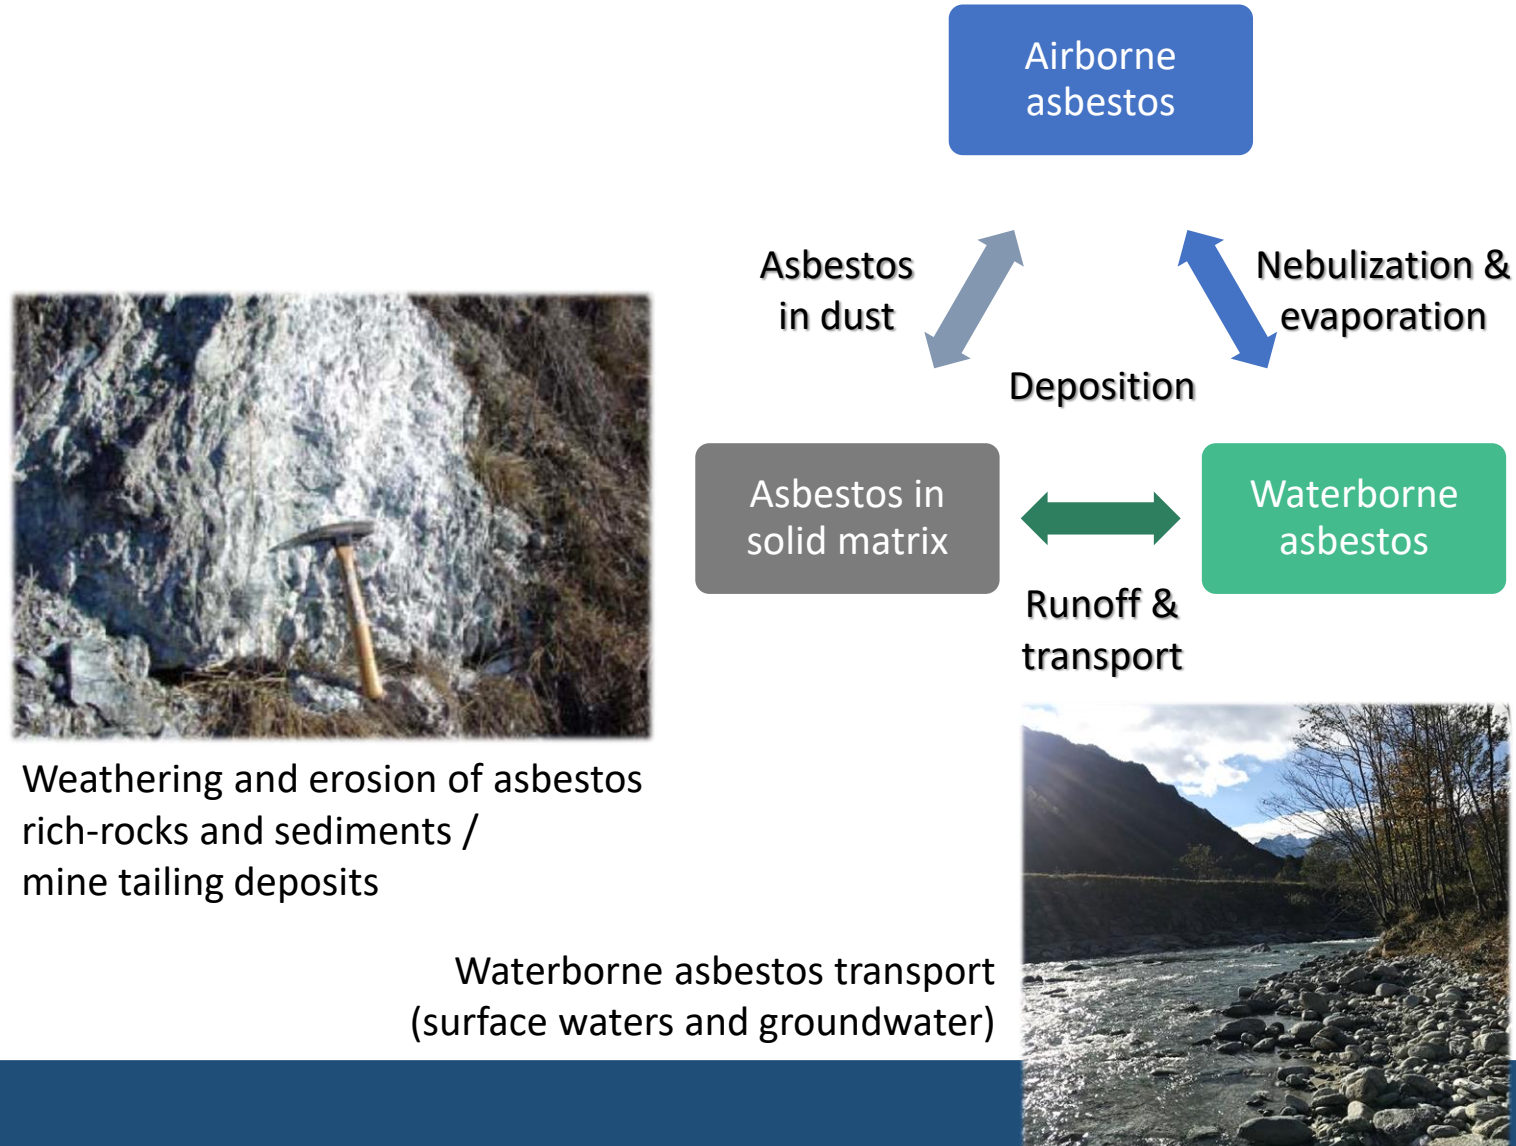 Airborne
asbestos
Asbestos
in dust
Nebulization &
evaporation
Deposition
Asbestos in
solid matrix
Waterborne
asbestos
Runoff &
transport
Weathering and erosion of asbestos
rich-rocks and sediments /
mine tailing deposits
Waterborne asbestos transport
(surface waters and groundwater)